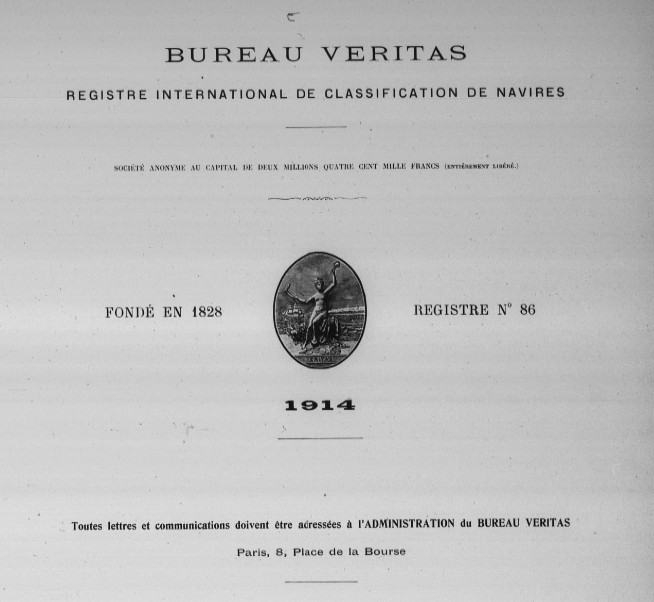 BUREAU VERITAS
REGISTRE INTERNATIONAL DE CLASSIFICATION DE NAVIRES
SOCIÉTÉ ANONYME AU CAPITAL DE DEUX MILLIONS QUATRE CENT MILLE FRANCS (ENTIÈREMENT LIBÉRÉ.)
FONDÉ EN 1828
REGISTRE N° 86
1914
Toutes lettres et communications doivent être adressées à l'ADMINISTRATION du BUREAU VERITAS
Paris, 8, Place de la Bourse